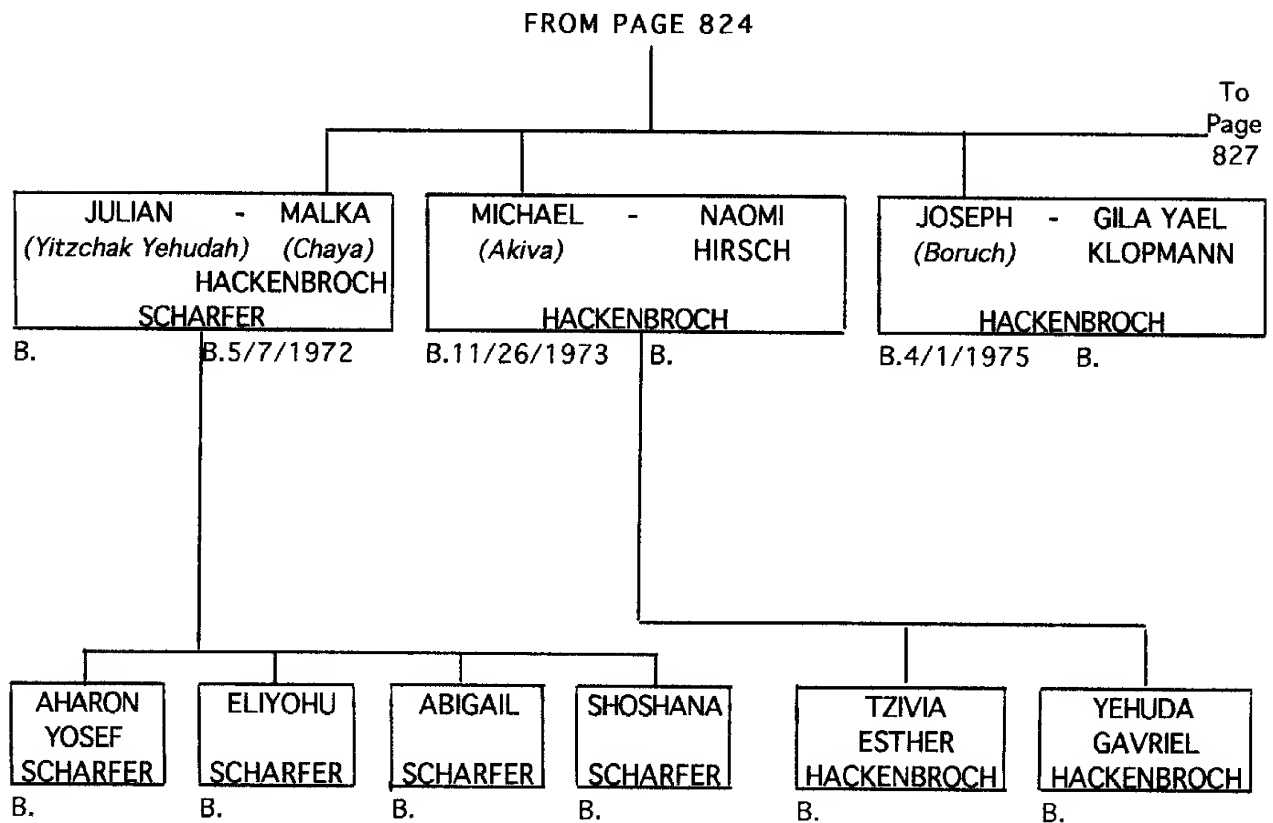 FROM PAGE 824
To
Page
827
JULIAN - MALKA
(Yitzchak Yehudah) (Chaya)
HACKENBROCH
SCHARFER
B. B.5/7/1972
MICHAEL - NAOMI
(Akiva) HIRSCH
HACKENBROCH
B.11/26/1973 B.
JOSEPH - GILA YAEL
(Boruch) KLOPMANN
HACKENBROCH
B.4/1/1975 B.
AHARON
YOSEF
SCHARFER
B.
ELIYOHU
SCHARFER
B.
ABIGAIL
SCHARFER
B.
SHOSHANA
SCHARFER
B.
TZIVIA
ESTHER
HACKENBROCH
B.
YEHUDA
GAVRIEL
HACKENBROCH
B.